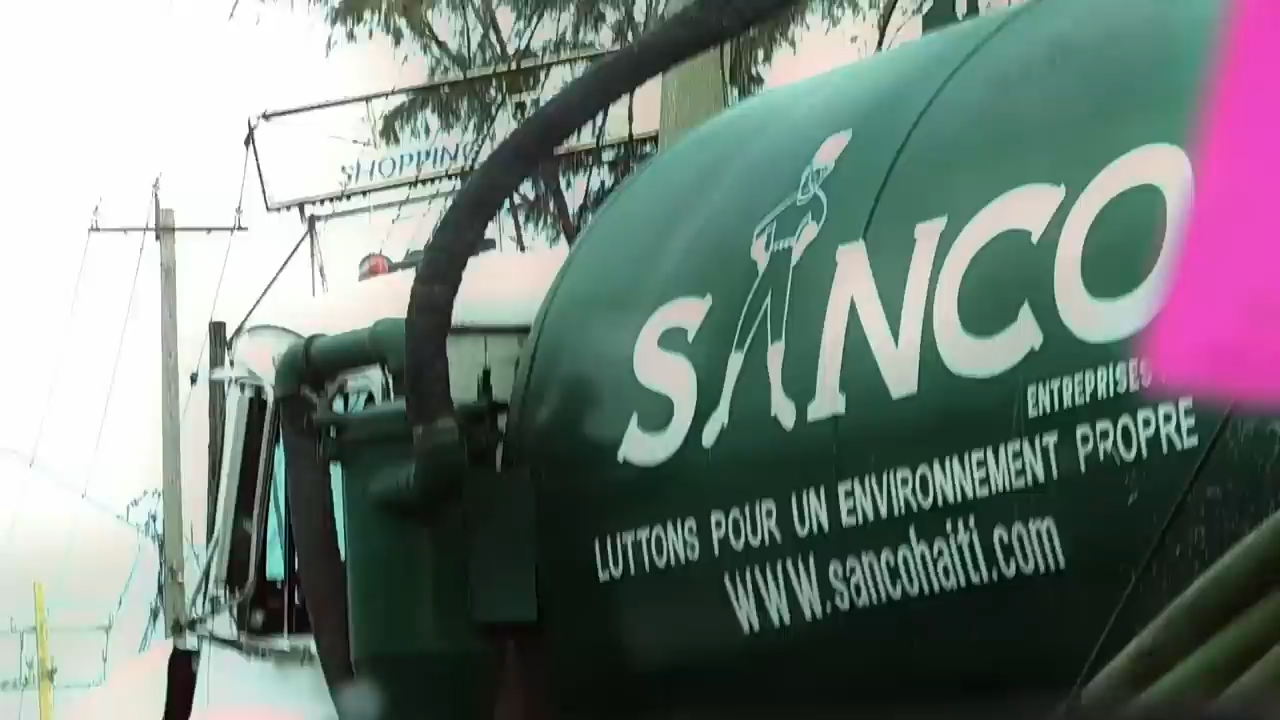 SHOPPING
SANCO
ENTREPRISES
LUTTONS POUR UN ENVIRONNEMENT PROPRE
WWW.sancohaiti.com